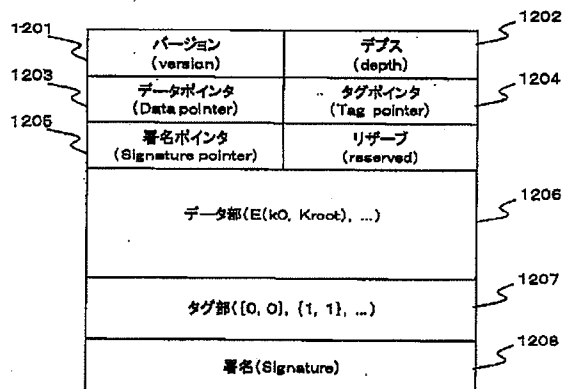 1201
1202
バージョン
(version)
デプス
(depth)
1203
1204
データポインタ
(Data pointer)
タグポインタ
(Tag pointer)
1205
署名ポインタ
(Signature pointer)
リザーブ
(reserved)
データ部(E(k0, Kroot), ...)
1206
タグ部([0, 0], {1, 1}, ...)
1207
署名(Signature)
1208